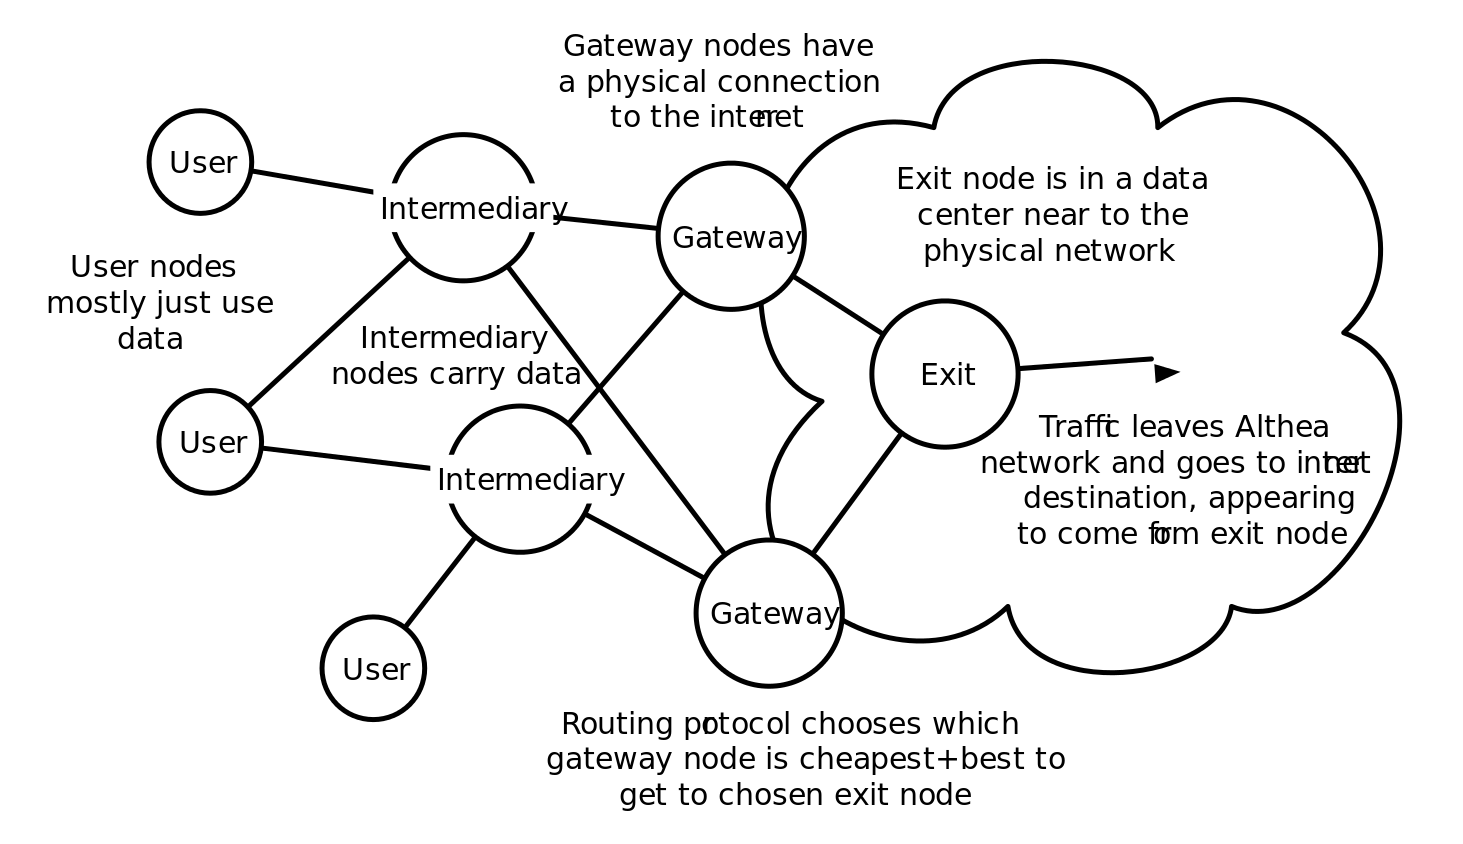 Gateway nodes have
a physical connection
to the internet
User
Intermediary
Gateway
Exit node is in a data
center near to the
physical network
User nodes
mostly just use
data
Intermediary
nodes carry data
Exit
User
Intermediary
Traffic leaves Althea
network and goes to internet
destination, appearing
to come from exit node
Gateway
User
Routing protocol chooses which
gateway node is cheapest+best to
get to chosen exit node